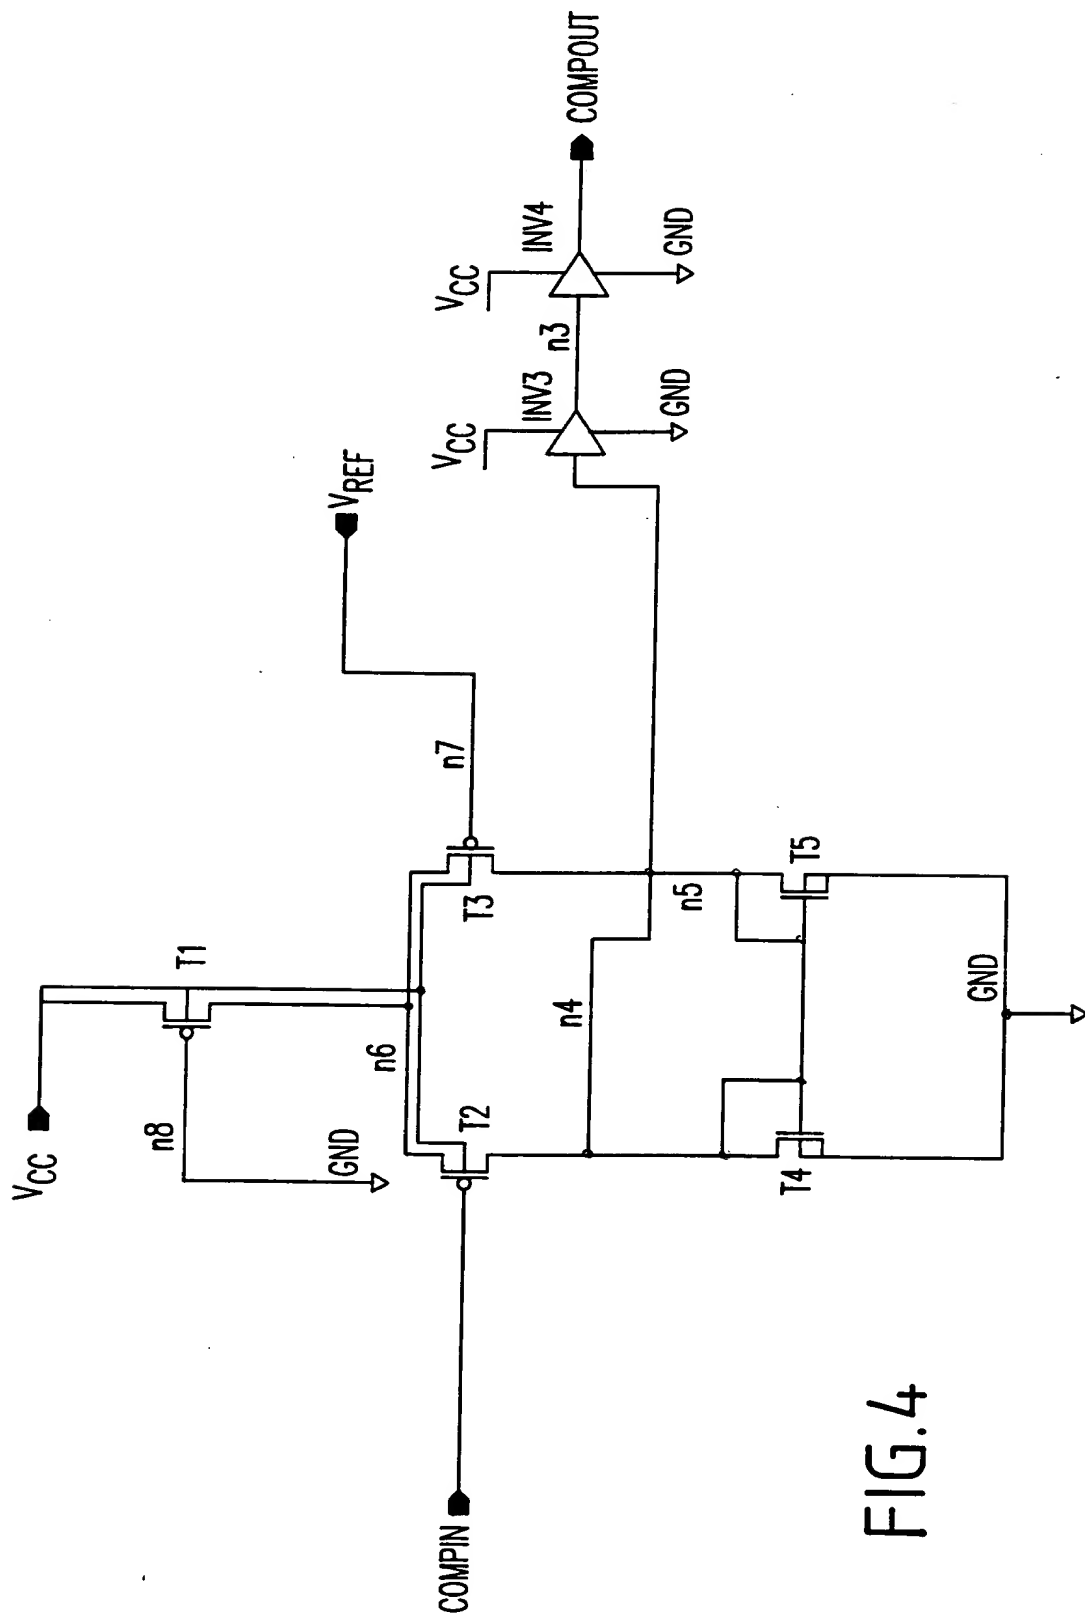 VCC
n8
GND
T1
n6
T2
T3
n7
VREF
COMPIN
n4
n5
T4
T5
GND
VCC
INV3
GND
n3
VCC
INV4
GND
COMPOUT
FIG.4